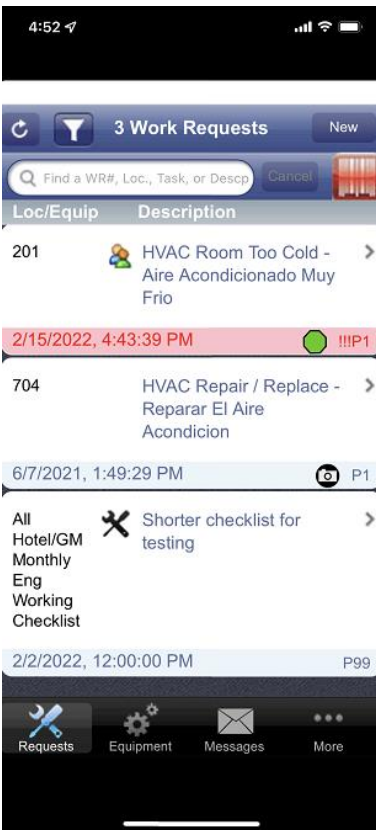 4:52
3 Work Requests
New
Find a WR#, Loc., Task, or Descp
Cancel
Loc/Equip Description
201
HVAC Room Too Cold -
Aire Acondicionado Muy
Frio
2/15/2022, 4:43:39 PM !!!P1
704
HVAC Repair / Replace -
Reparar El Aire
Acondicion
6/7/2021, 1:49:29 PM P1
All
Hotel/GM
Monthly
Eng
Working
Checklist
Shorter checklist for
testing
2/2/2022, 12:00:00 PM P99
Requests Equipment Messages More